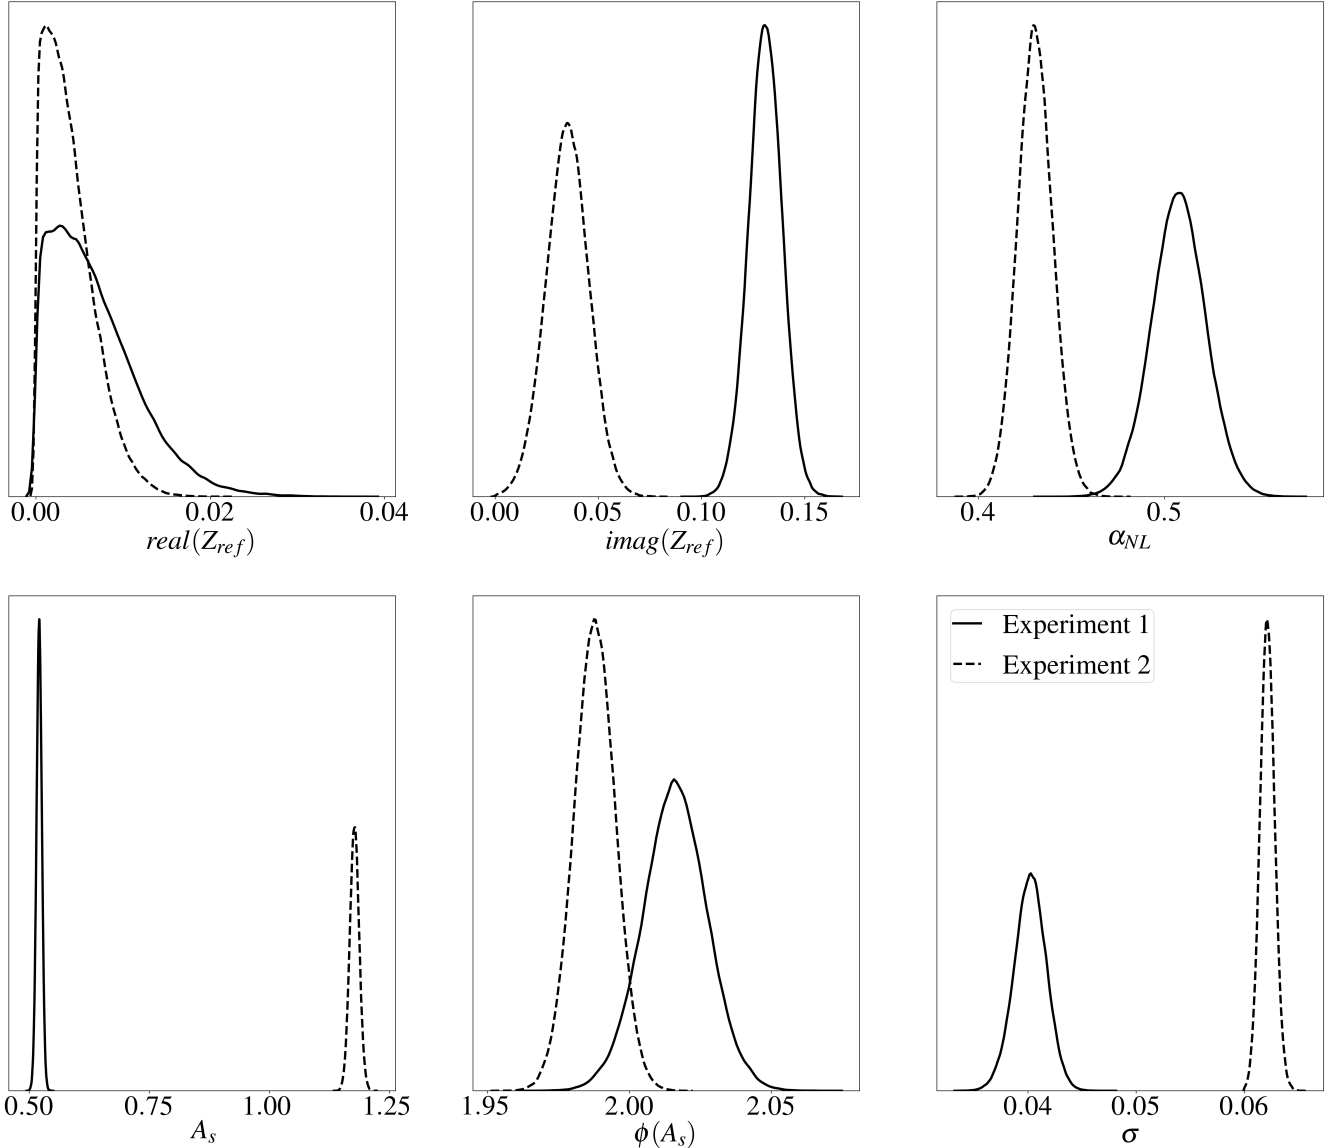 0.00 0.02 0.04
real(Z_ref)
0.00 0.05 0.10 0.15
imag(Z_ref)
0.4 0.5
α_NL
0.50 0.75 1.00 1.25
A_s
1.95 2.00 2.05
ϕ(A_s)
Experiment 1
Experiment 2
0.04 0.05 0.06
σ